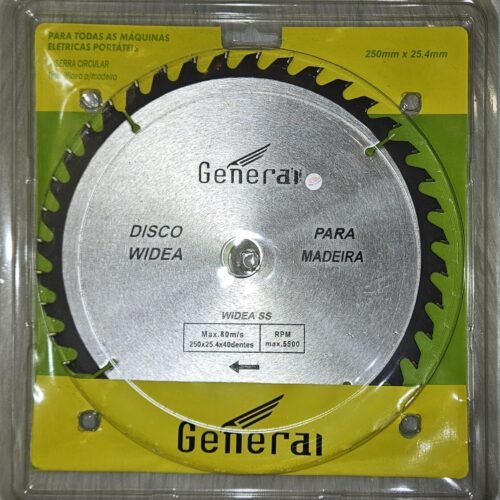 PARA TODAS AS MÁQUINAS
ELETRICAS PORTÁTEIS
SERRA CIRCULAR
p/madeira
250mm x 25.4mm
General
DISCO
WIDEA
PARA
MADEIRA
WIDEA SS
Max.80m/s
250x25.4x40dentes
RPM
max.5500
General